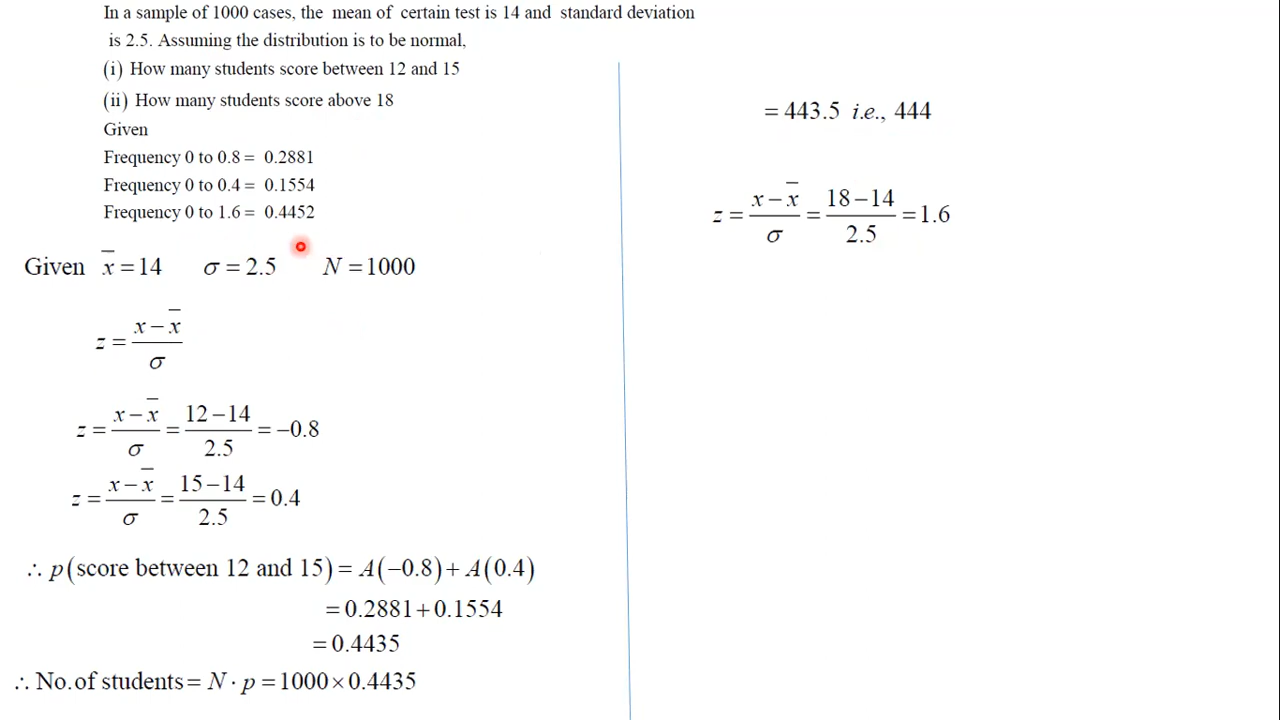 In a sample of 1000 cases, the mean of certain test is 14 and standard deviation
is 2.5. Assuming the distribution is to be normal,
(i) How many students score between 12 and 15
(ii) How many students score above 18
Given
Frequency 0 to 0.8 = 0.2881
Frequency 0 to 0.4 = 0.1554
Frequency 0 to 1.6 = 0.4452
Given x̄ = 14 σ = 2.5 N = 1000
z = (x − x̄)/σ
z = (x − x̄)/σ = (12 − 14)/2.5 = −0.8
z = (x − x̄)/σ = (15 − 14)/2.5 = 0.4
∴ p(score between 12 and 15) = A(−0.8) + A(0.4)
= 0.2881 + 0.1554
= 0.4435
∴ No. of students = N · p = 1000 × 0.4435
= 443.5 i.e., 444
z = (x − x̄)/σ = (18 − 14)/2.5 = 1.6